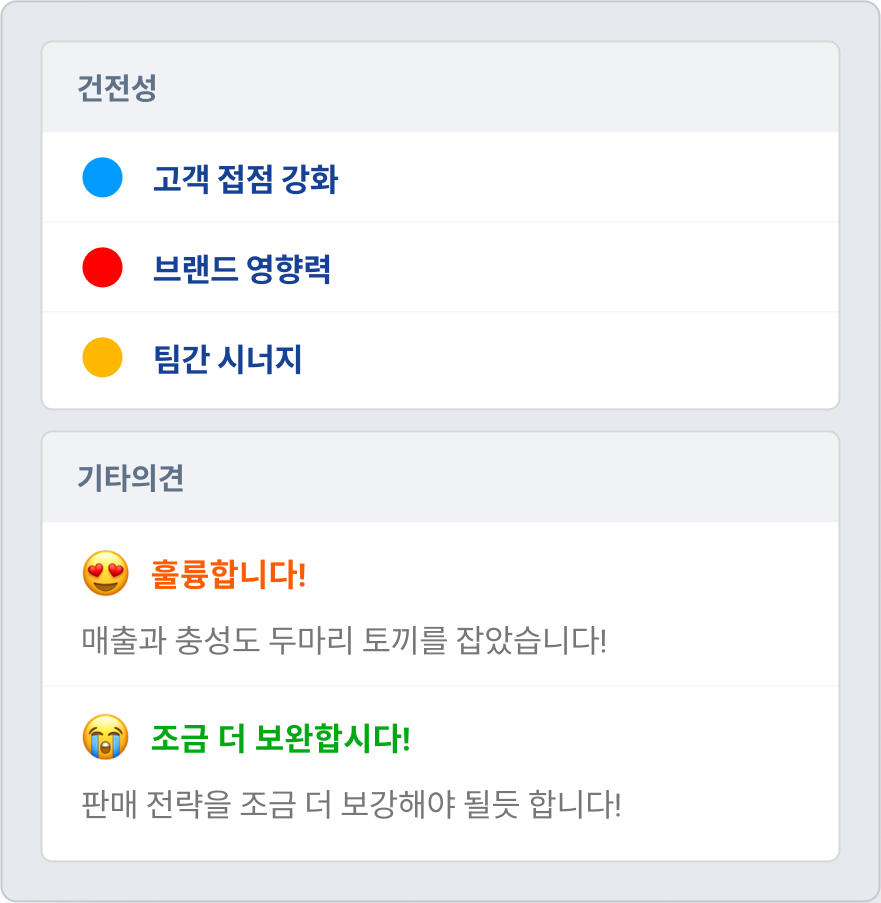 건전성
고객 접점 강화
브랜드 영향력
팀간 시너지
기타의견
훌륭합니다!
매출과 충성도 두마리 토끼를 잡았습니다!
조금 더 보완합시다!
판매 전략을 조금 더 보강해야 될듯 합니다!